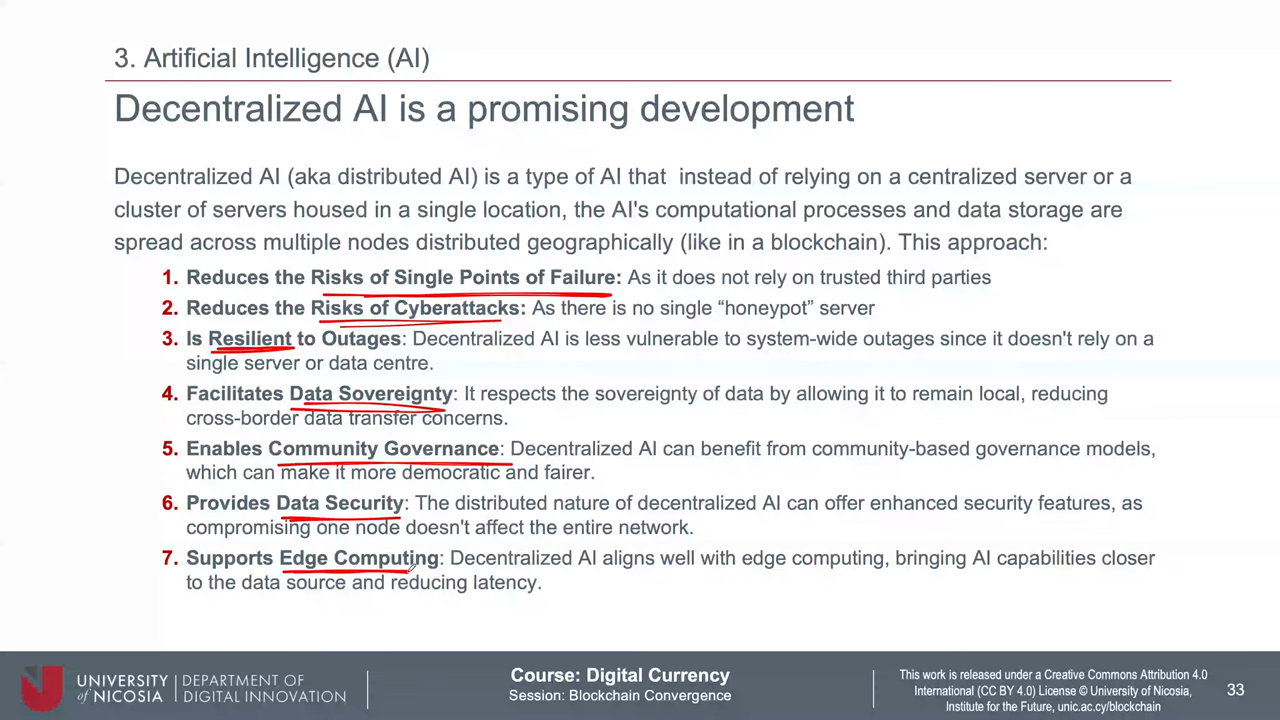 3. Artificial Intelligence (AI)
Decentralized AI is a promising development
Decentralized AI (aka distributed AI) is a type of AI that instead of relying on a centralized server or a
cluster of servers housed in a single location, the AI's computational processes and data storage are
spread across multiple nodes distributed geographically (like in a blockchain). This approach:
1. Reduces the Risks of Single Points of Failure: As it does not rely on trusted third parties
2. Reduces the Risks of Cyberattacks: As there is no single “honeypot” server
3. Is Resilient to Outages: Decentralized AI is less vulnerable to system-wide outages since it doesn't rely on a
single server or data centre.
4. Facilitates Data Sovereignty: It respects the sovereignty of data by allowing it to remain local, reducing
cross-border data transfer concerns.
5. Enables Community Governance: Decentralized AI can benefit from community-based governance models,
which can make it more democratic and fairer.
6. Provides Data Security: The distributed nature of decentralized AI can offer enhanced security features, as
compromising one node doesn't affect the entire network.
7. Supports Edge Computing: Decentralized AI aligns well with edge computing, bringing AI capabilities closer
to the data source and reducing latency.
UNIVERSITY
of NICOSIA
DEPARTMENT OF
DIGITAL INNOVATION
Course: Digital Currency
Session: Blockchain Convergence
This work is released under a Creative Commons Attribution 4.0
International (CC BY 4.0) License © University of Nicosia,
Institute for the Future, unic.ac.cy/blockchain
33